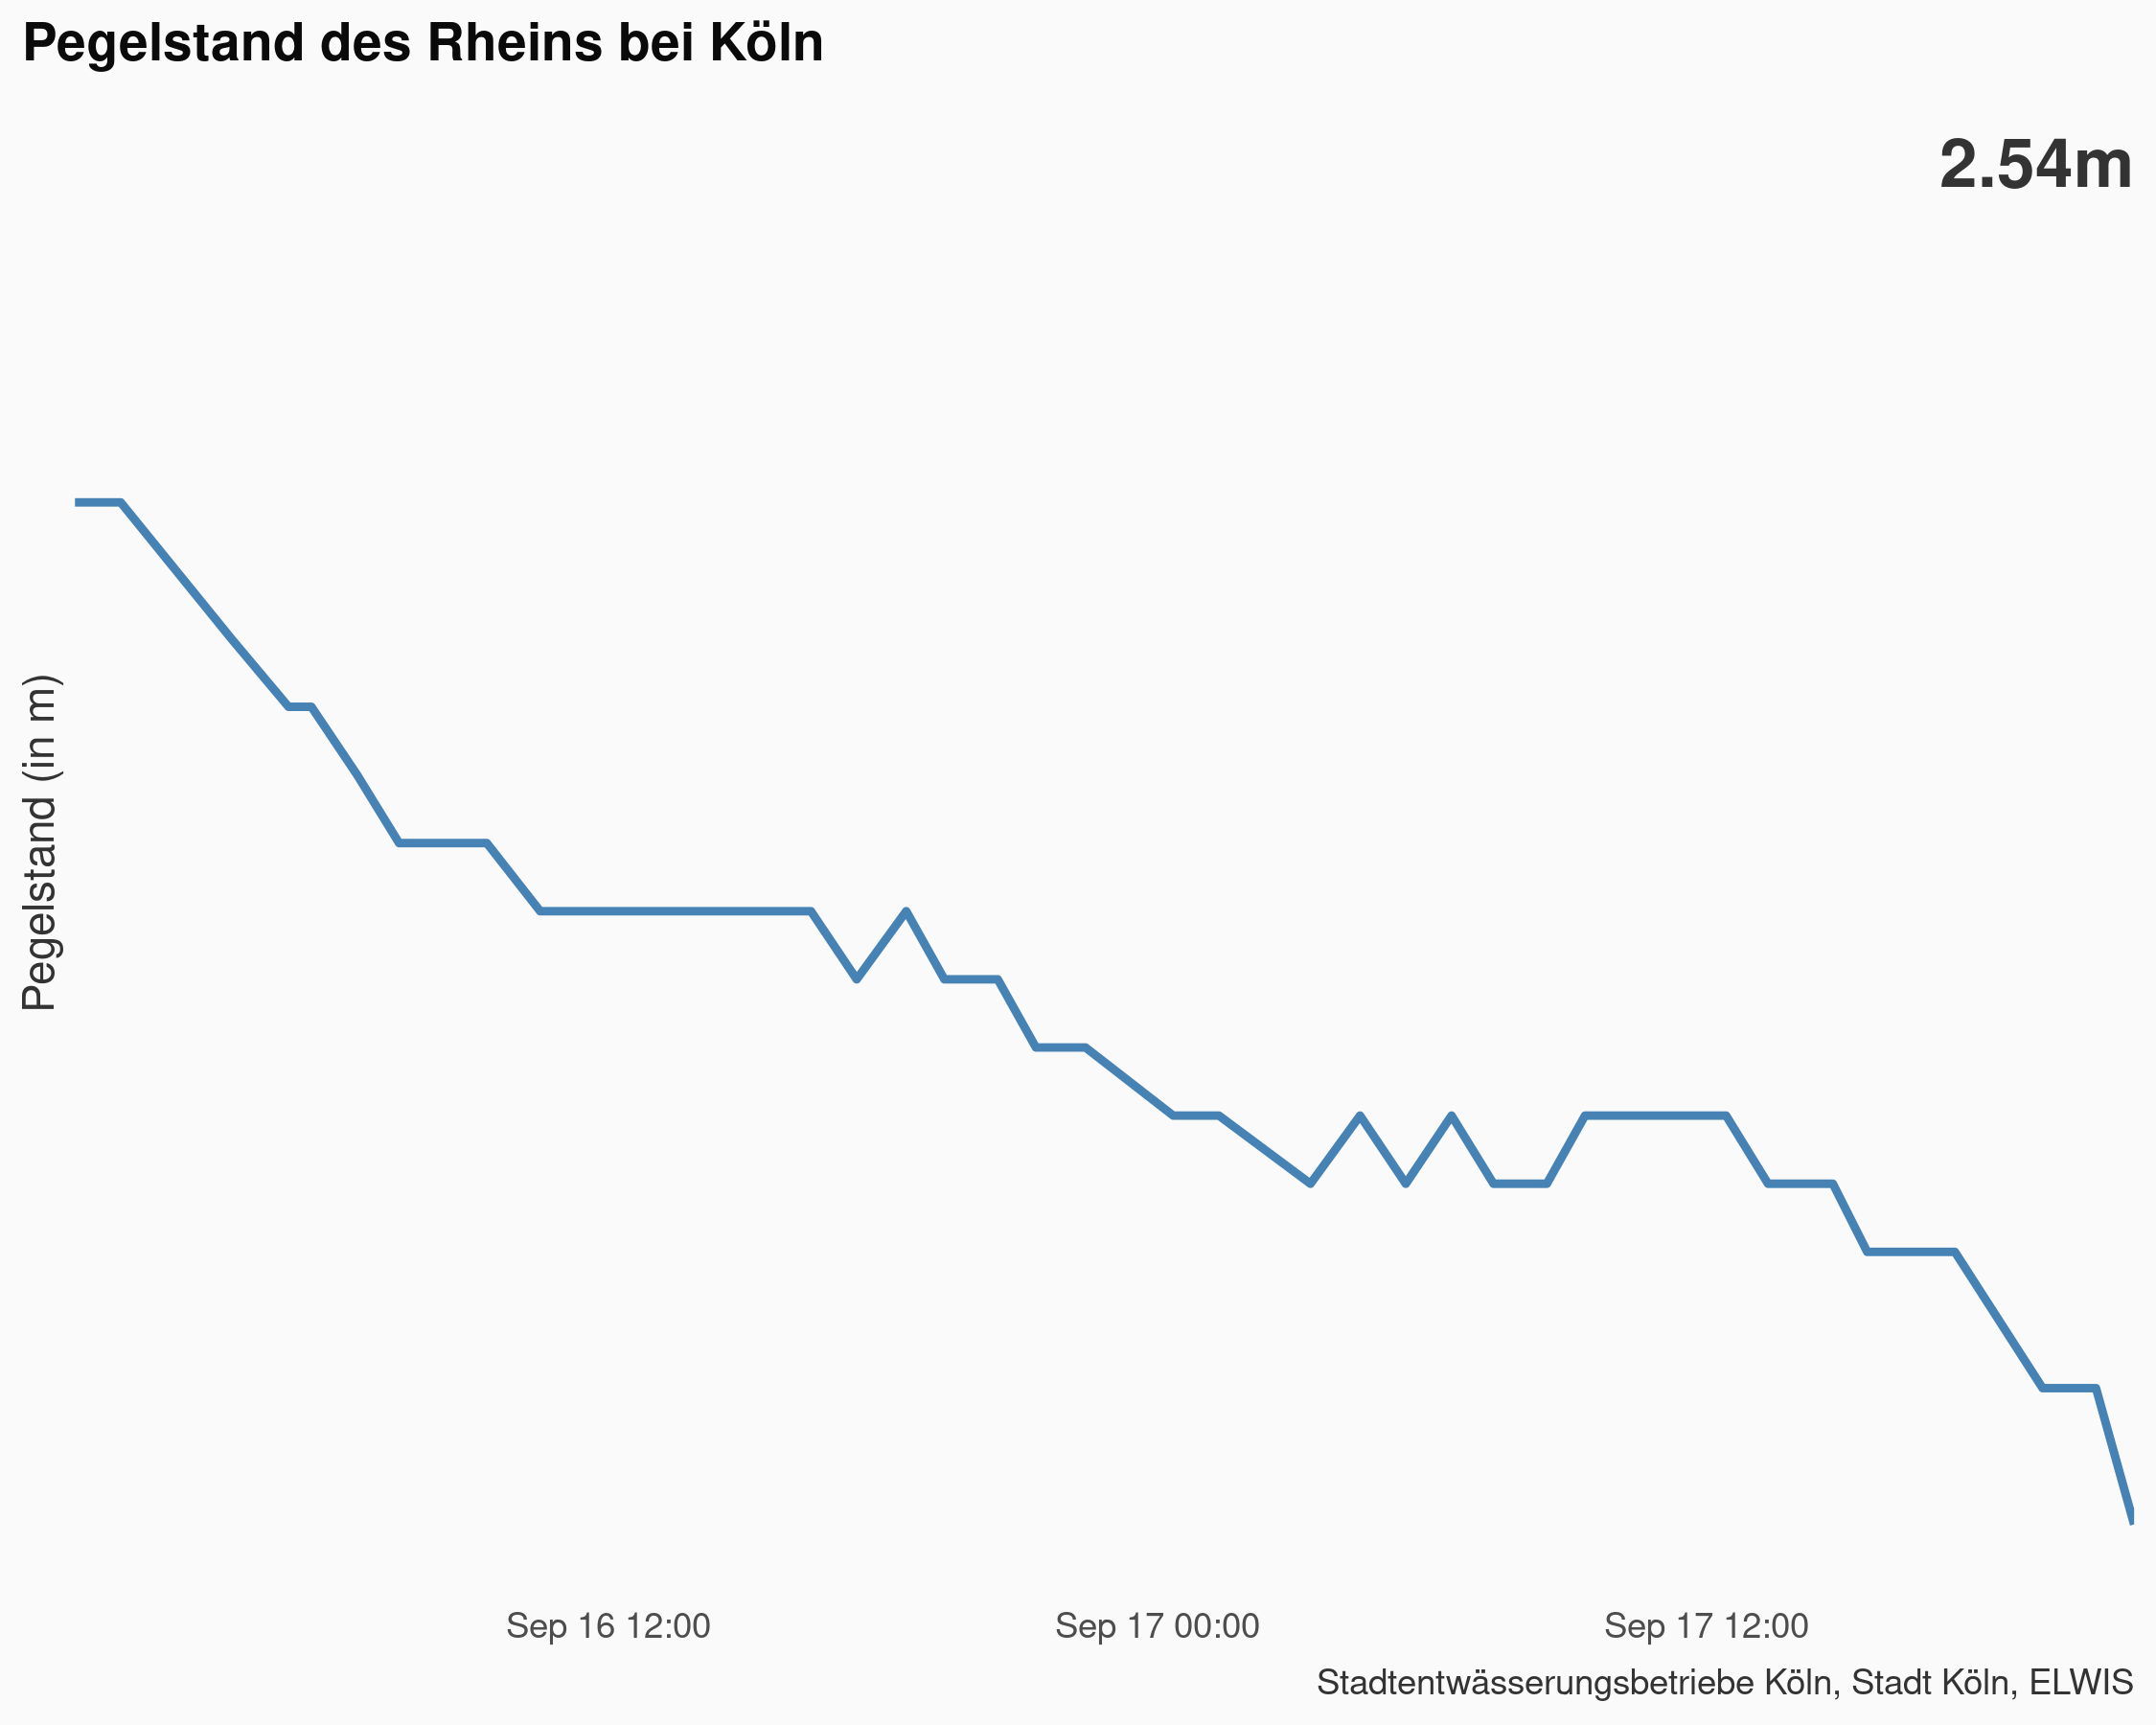 Pegelstand des Rheins bei Köln
2.54m
Pegelstand (in m)
Sep 16 12:00
Sep 17 00:00
Sep 17 12:00
Stadtentwässerungsbetriebe Köln, Stadt Köln, ELWIS